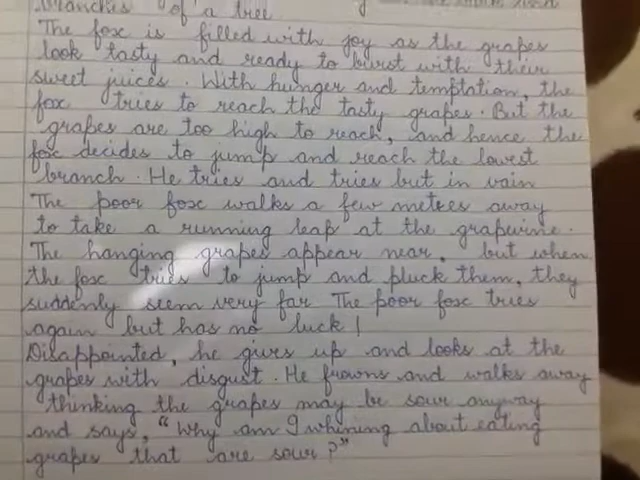 branches of a tree
The fox is filled with joy as the grapes
look tasty and ready to burst with their
sweet juices. With hunger and temptation, the
fox tries to reach the tasty grapes. But the
grapes are too high to reach, and hence the
fox decides to jump and reach the lowest
branch. He tries and tries but in vain
The poor fox walks a few metres away
to take a running leap at the grapevine.
The hanging grapes appear near, but when
the fox tries to jump and pluck them, they
suddenly seem very far The poor fox tries
again but has no luck!
Disappointed, he gives up and looks at the
grapes with disgust. He frowns and walks away
thinking the grapes may be sour anyway
and says, "Why am I whining about eating
grapes that are sour?"